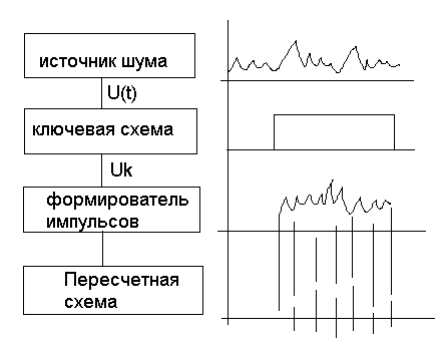 источник шума
U(t)
ключевая схема
Uk
формирователь
импульсов
Пересчетная
схема